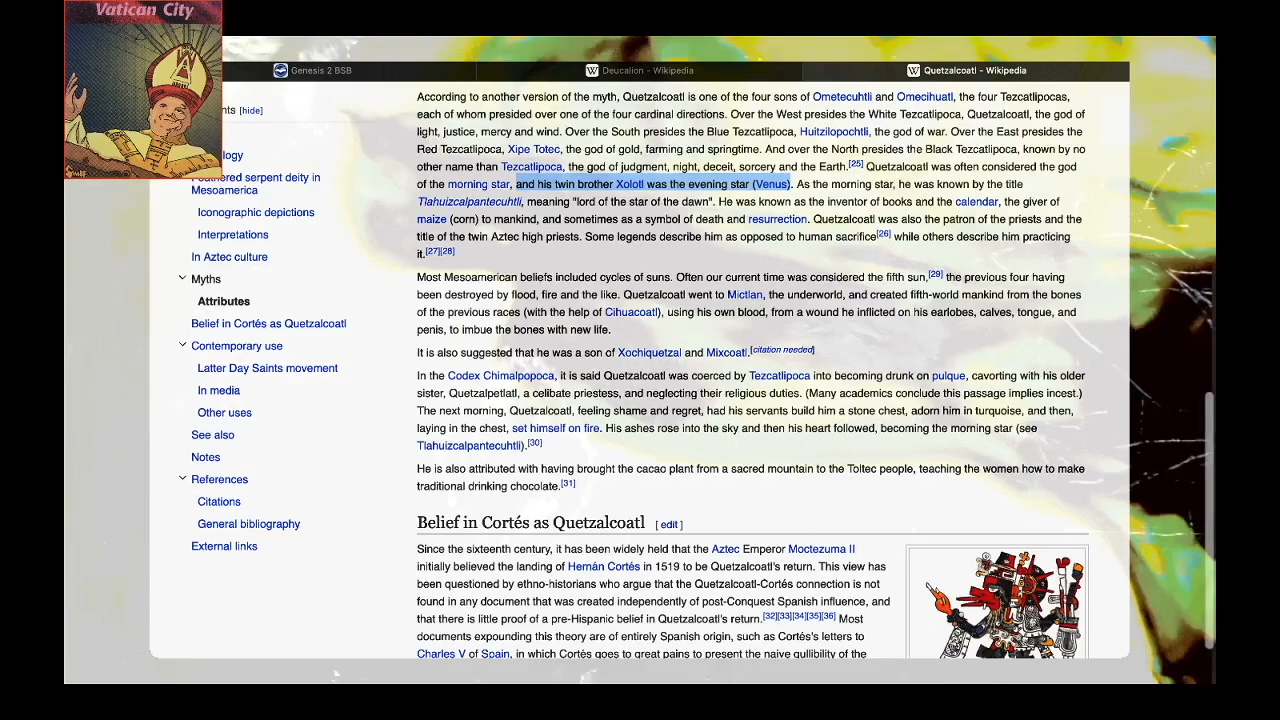 Vatican City
Genesis 2 BSB
Deucalion - Wikipedia
Quetzalcoatl - Wikipedia
nts [hide]
logy
Feathered serpent deity in
Mesoamerica
Iconographic depictions
Interpretations
In Aztec culture
Myths
Attributes
Belief in Cortés as Quetzalcoatl
Contemporary use
Latter Day Saints movement
In media
Other uses
See also
Notes
References
Citations
General bibliography
External links
According to another version of the myth, Quetzalcoatl is one of the four sons of Ometecuhtli and Omecihuatl, the four Tezcatlipocas,
each of whom presided over one of the four cardinal directions. Over the West presides the White Tezcatlipoca, Quetzalcoatl, the god of
light, justice, mercy and wind. Over the South presides the Blue Tezcatlipoca, Huitzilopochtli, the god of war. Over the East presides the
Red Tezcatlipoca, Xipe Totec, the god of gold, farming and springtime. And over the North presides the Black Tezcatlipoca, known by no
other name than Tezcatlipoca, the god of judgment, night, deceit, sorcery and the Earth.[25] Quetzalcoatl was often considered the god
of the morning star, and his twin brother Xolotl was the evening star (Venus). As the morning star, he was known by the title
Tlahuizcalpantecuhtli, meaning "lord of the star of the dawn". He was known as the inventor of books and the calendar, the giver of
maize (corn) to mankind, and sometimes as a symbol of death and resurrection. Quetzalcoatl was also the patron of the priests and the
title of the twin Aztec high priests. Some legends describe him as opposed to human sacrifice[26] while others describe him practicing
it.[27][28]
Most Mesoamerican beliefs included cycles of suns. Often our current time was considered the fifth sun,[29] the previous four having
been destroyed by flood, fire and the like. Quetzalcoatl went to Mictlan, the underworld, and created fifth-world mankind from the bones
of the previous races (with the help of Cihuacoatl), using his own blood, from a wound he inflicted on his earlobes, calves, tongue, and
penis, to imbue the bones with new life.
It is also suggested that he was a son of Xochiquetzal and Mixcoatl.[citation needed]
In the Codex Chimalpopoca, it is said Quetzalcoatl was coerced by Tezcatlipoca into becoming drunk on pulque, cavorting with his older
sister, Quetzalpetlatl, a celibate priestess, and neglecting their religious duties. (Many academics conclude this passage implies incest.)
The next morning, Quetzalcoatl, feeling shame and regret, had his servants build him a stone chest, adorn him in turquoise, and then,
laying in the chest, set himself on fire. His ashes rose into the sky and then his heart followed, becoming the morning star (see
Tlahuizcalpantecuhtli).[30]
He is also attributed with having brought the cacao plant from a sacred mountain to the Toltec people, teaching the women how to make
traditional drinking chocolate.[31]
Belief in Cortés as Quetzalcoatl [ edit ]
Since the sixteenth century, it has been widely held that the Aztec Emperor Moctezuma II
initially believed the landing of Hernán Cortés in 1519 to be Quetzalcoatl's return. This view has
been questioned by ethno-historians who argue that the Quetzalcoatl-Cortés connection is not
found in any document that was created independently of post-Conquest Spanish influence, and
that there is little proof of a pre-Hispanic belief in Quetzalcoatl's return.[32][33][34][35][36] Most
documents expounding this theory are of entirely Spanish origin, such as Cortés's letters to
Charles V of Spain, in which Cortés goes to great pains to present the naive gullibility of the